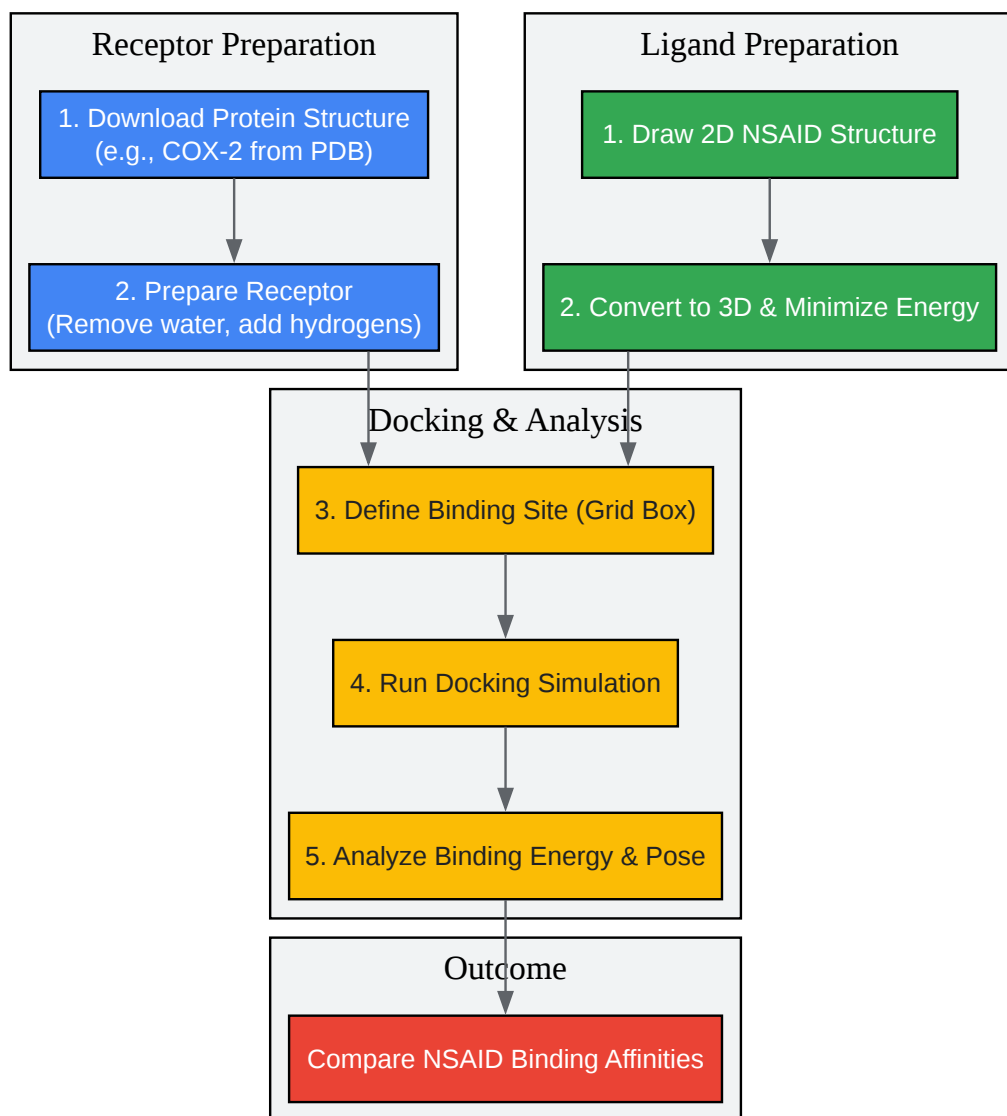 Receptor Preparation
1. Download Protein Structure
(e.g., COX-2 from PDB)
2. Prepare Receptor
(Remove water, add hydrogens)
Ligand Preparation
1. Draw 2D NSAID Structure
2. Convert to 3D & Minimize Energy
Docking & Analysis
3. Define Binding Site (Grid Box)
4. Run Docking Simulation
5. Analyze Binding Energy & Pose
Outcome
Compare NSAID Binding Affinities